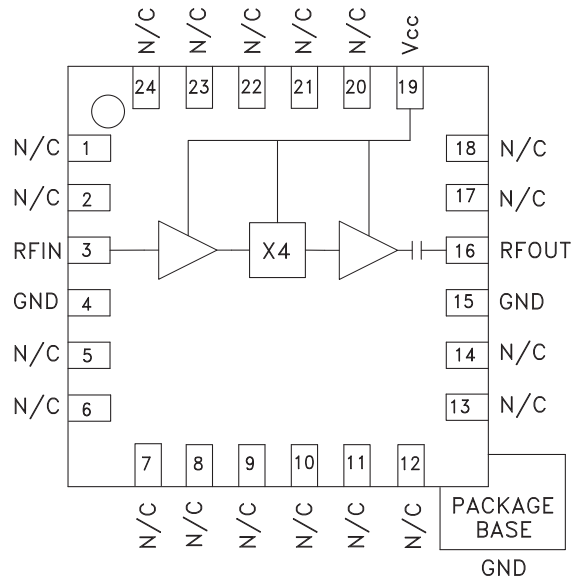 N/C N/C N/C N/C N/C Vcc
24 23 22 21 20 19
N/C 1 18 N/C
N/C 2 17 N/C
RFIN 3 X4 16 RFOUT
GND 4 15 GND
N/C 5 14 N/C
N/C 6 13 N/C
7 8 9 10 11 12
N/C N/C N/C N/C N/C N/C
PACKAGE
BASE
GND